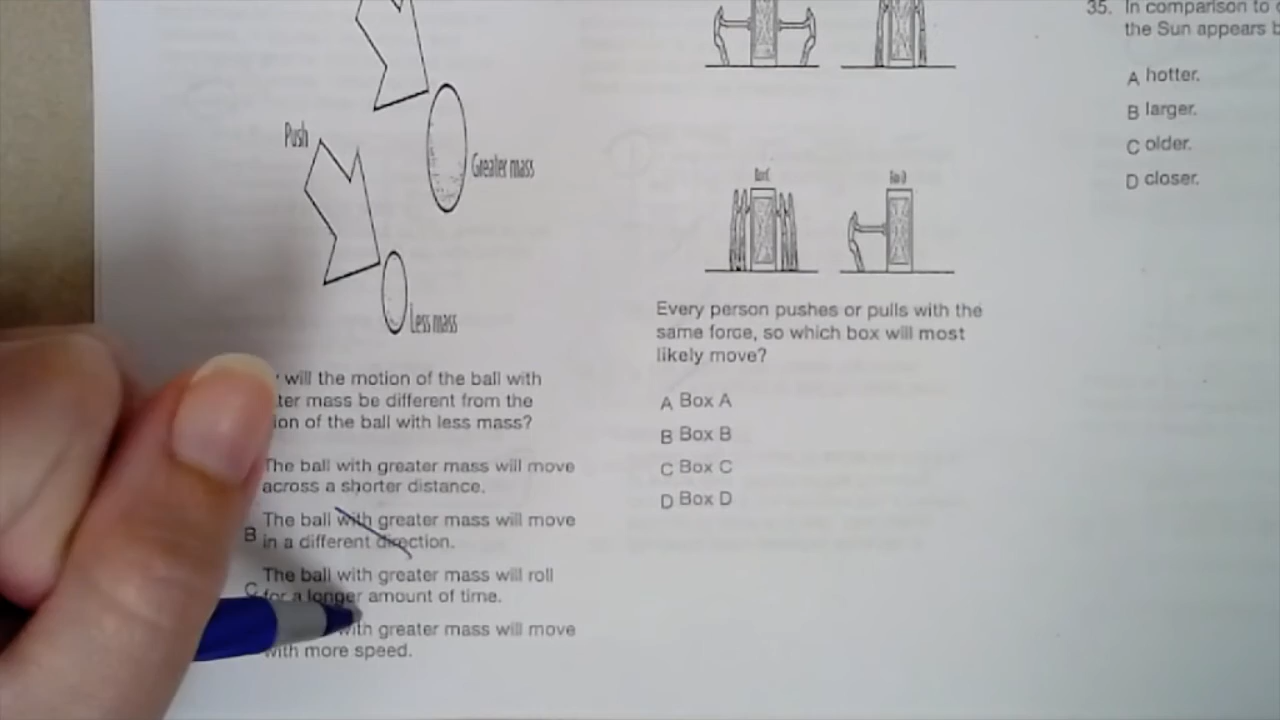 Push
Greater mass
Less mass
will the motion of the ball with
ter mass be different from the
ion of the ball with less mass?
The ball with greater mass will move
across a shorter distance.
B The ball with greater mass will move
in a different direction.
C The ball with greater mass will roll
for a longer amount of time.
with greater mass will move
with more speed.
Box C
Box D
Every person pushes or pulls with the
same force, so which box will most
likely move?
A Box A
B Box B
C Box C
D Box D
35. In comparison to
the Sun appears
A hotter.
B larger.
C older.
D closer.